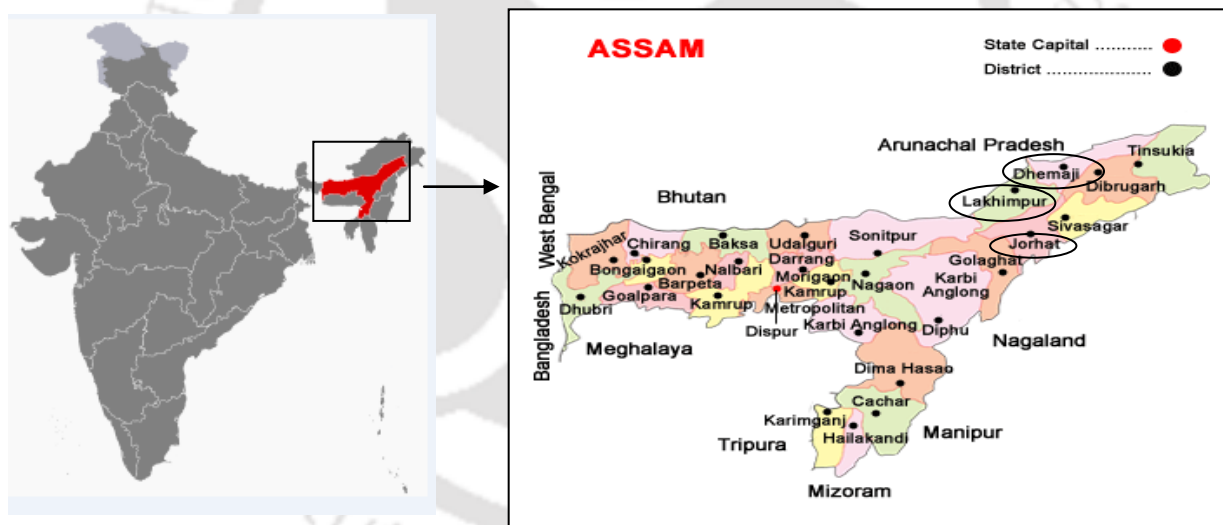 ASSAM
State Capital ..........
District ...................
Arunachal Pradesh
Tinsukia
Dhemaji
Dibrugarh
Lakhimpur
Bhutan
Sivasagar
West Bengal
Kokrajhar
Chirang
Baksa
Udalguri
Sonitpur
Jorhat
Bongaigaon
Nalbari
Darrang
Golaghat
Barpeta
Morigaon
Nagaon
Karbi
Anglong
Dhubri
Goalpara
Kamrup
Kamrup
Metropolitan
Bangladesh
Dispur
Karbi Anglong
Diphu
Meghalaya
Nagaland
Dima Hasao
Cachar
Karimganj
Hailakandi
Tripura
Manipur
Mizoram